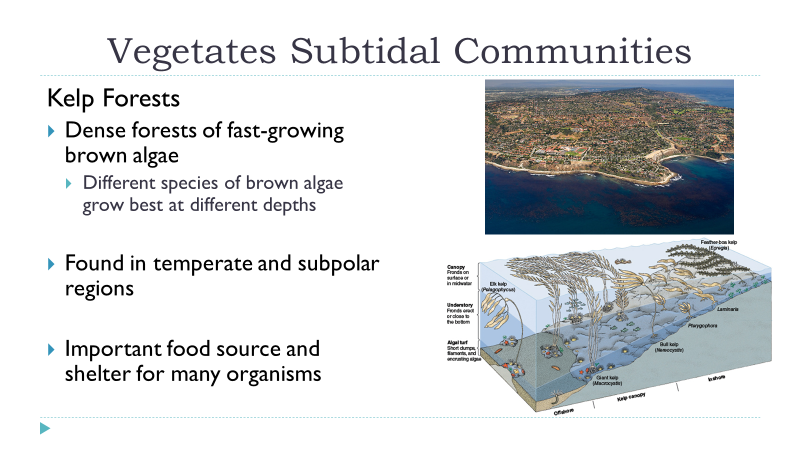 Vegetates Subtidal Communities
Kelp Forests
Dense forests of fast-growing
brown algae
Different species of brown algae
grow best at different depths
Found in temperate and subpolar
regions
Important food source and
shelter for many organisms
Feather-boa kelp
(Egregia)
Canopy
Fronds on
surface or
in midwater
Elk kelp
(Pelagophycus)
Understory
Fronds erect
or close to
the bottom
Laminaria
Pterygophora
Algal turf
Short clumps,
filaments, and
encrusting algae
Bull kelp
(Nereocystis)
Giant kelp
(Macrocystis)
Offshore
Kelp canopy
Inshore